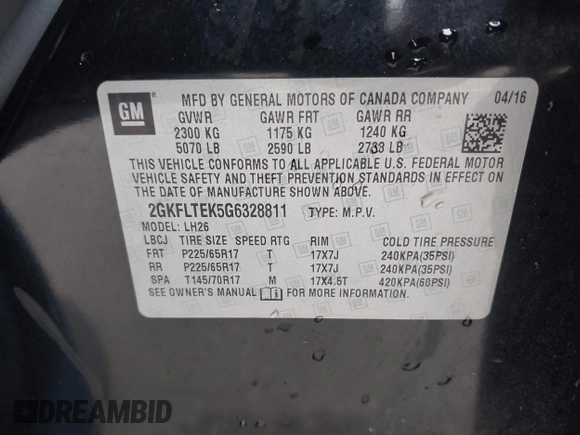 GM
MFD BY GENERAL MOTORS OF CANADA COMPANY 04/16
GVWR GAWR FRT GAWR RR
2300 KG 1175 KG 1240 KG
5070 LB 2590 LB 2733 LB
THIS VEHICLE CONFORMS TO ALL APPLICABLE U.S. FEDERAL MOTOR
VEHICLE SAFETY AND THEFT PREVENTION STANDARDS IN EFFECT ON
THE DATE OF MANUFACTURE SHOWN ABOVE.
2GKFLTEK5G6328811 TYPE: M.P.V.
MODEL: LH26
LBCJ TIRE SIZE SPEED RTG RIM COLD TIRE PRESSURE
FRT P225/65R17 T 17X7J 240KPA(35PSI)
RR P225/65R17 T 17X7J 240KPA(35PSI)
SPA T145/70R17 M 17X4.5T 420KPA(60PSI)
SEE OWNER'S MANUAL FOR MORE INFORMATION
DREAMBID